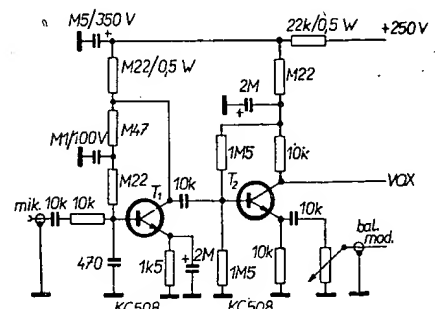 M5/350 V
+
22k/0,5 W
+250V
M22/0,5 W
2M
+
M22
M1/100V
M47
1M5
10k
M22
T₁
10k
T₂
VOX
mik.
10k
10k
10k
bal.
mod.
470
1k5
+
2M
1M5
10k
KC508
KC508